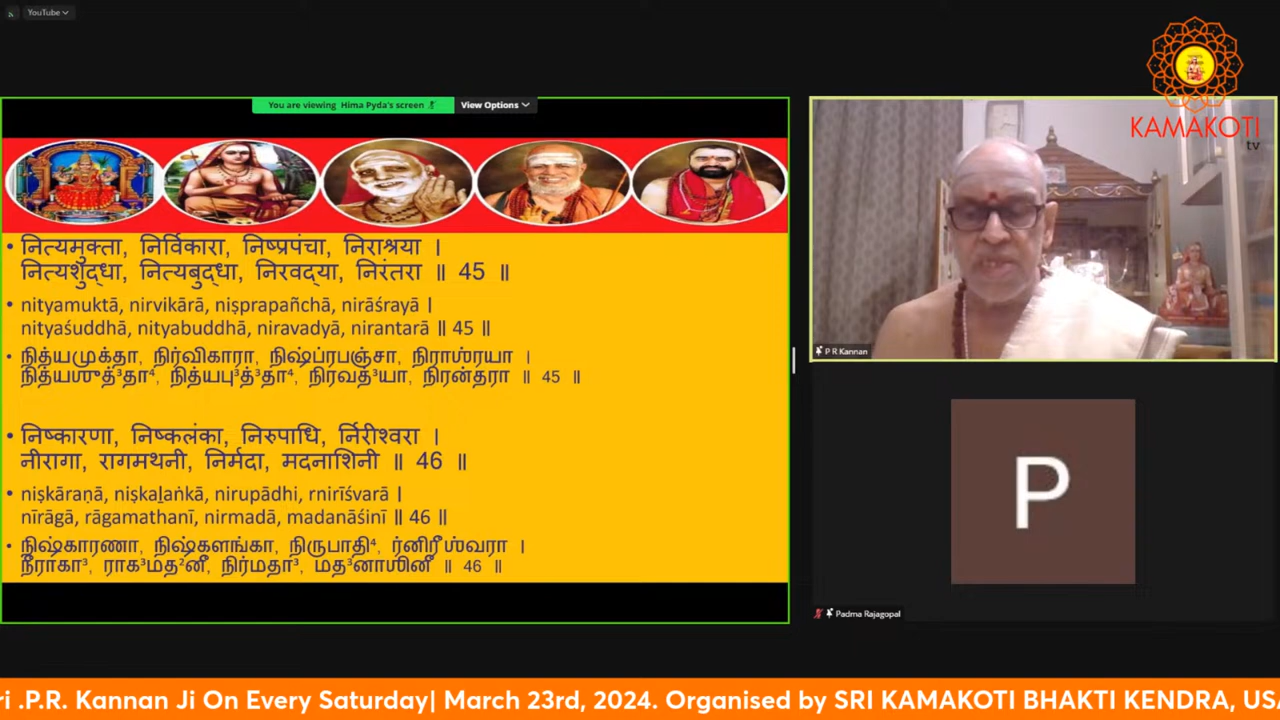 YouTube
You are viewing Hima Pyda's screen
View Options
KAMAKOTI
tv
• नित्यमुक्ता, निर्विकारा, निष्प्रपंचा, निराश्रया ।
नित्यशुद्धा, नित्यबुद्धा, निरवद्या, निरंतरा ॥ 45 ॥
• nityamuktā, nirvikārā, niṣprapañchā, nirāśrayā |
nityaśuddhā, nityabuddhā, niravadyā, nirantarā ‖ 45 ‖
• நித்யமுக்தா, நிர்விகாரா, நிஷ்ப்ரபஞ்சா, நிராஶ்ரயா ।
நித்யஶுத்³தா⁴, நித்யபு³த்³தா⁴, நிரவத்³யா, நிரன்தரா ॥ 45 ॥
• निष्कारणा, निष्कलंका, निरुपाधि, र्निरीश्वरा ।
नीरागा, रागमथनी, निर्मदा, मदनाशिनी ॥ 46 ॥
• niṣkāraṇā, niṣkaḻaṅkā, nirupādhi, rnirīśvarā |
nīrāgā, rāgamathanī, nirmadā, madanāśinī ‖ 46 ‖
• நிஷ்காரணா, நிஷ்களங்கா, நிருபாதி⁴, ர்னிரீஶ்வரா ।
நீராகா³, ராக³மத²னீ, நிர்மதா³, மத³னாஶினீ ॥ 46 ॥
P R Kannan
P
Padma Rajagopal
ri .P.R. Kannan Ji On Every Saturday| March 23rd, 2024. Organised by SRI KAMAKOTI BHAKTI KENDRA, USA